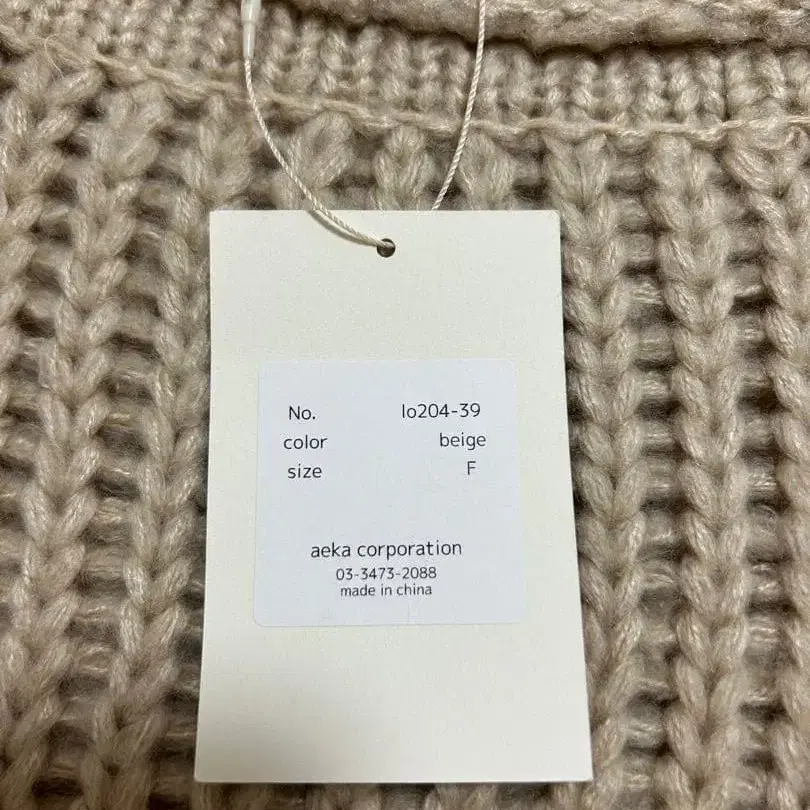 No. lo204-39
color beige
size F
aeka corporation
03-3473-2088
made in china